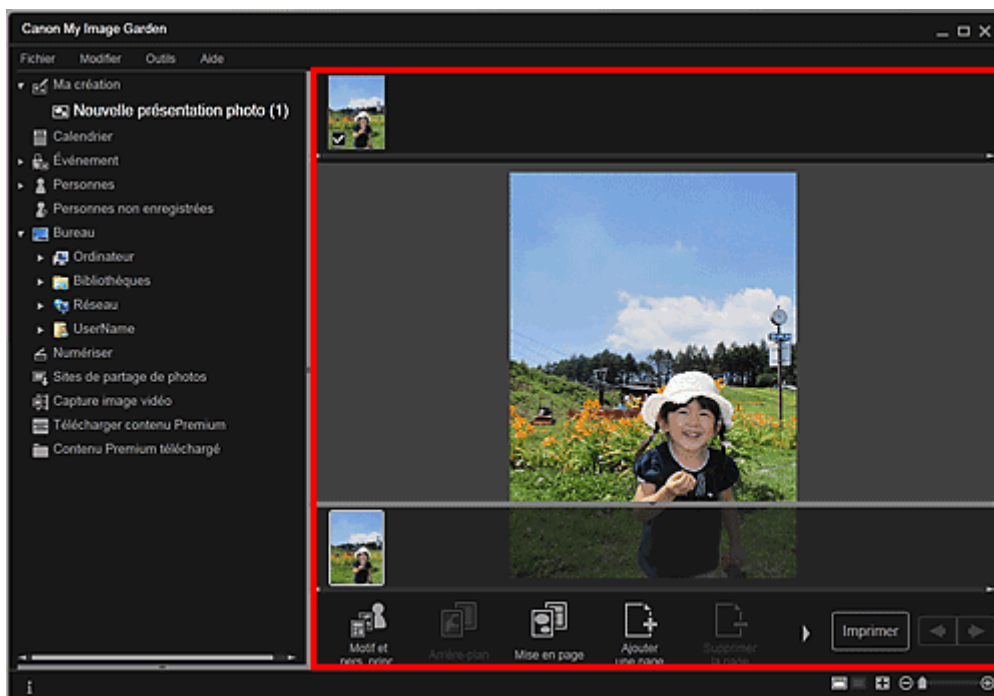 Canon My Image Garden
Fichier Modifier Outils Aide
Ma création
Nouvelle présentation photo (1)
Calendrier
Événement
Personnes
Personnes non enregistrées
Bureau
Ordinateur
Bibliothèques
Réseau
UserName
Numériser
Sites de partage de photos
Capture image vidéo
Télécharger contenu Premium
Contenu Premium téléchargé
Motif et
pers. princ.
Arrière-plan
Mise en page
Ajouter
une page
Supprimer
la page
Imprimer